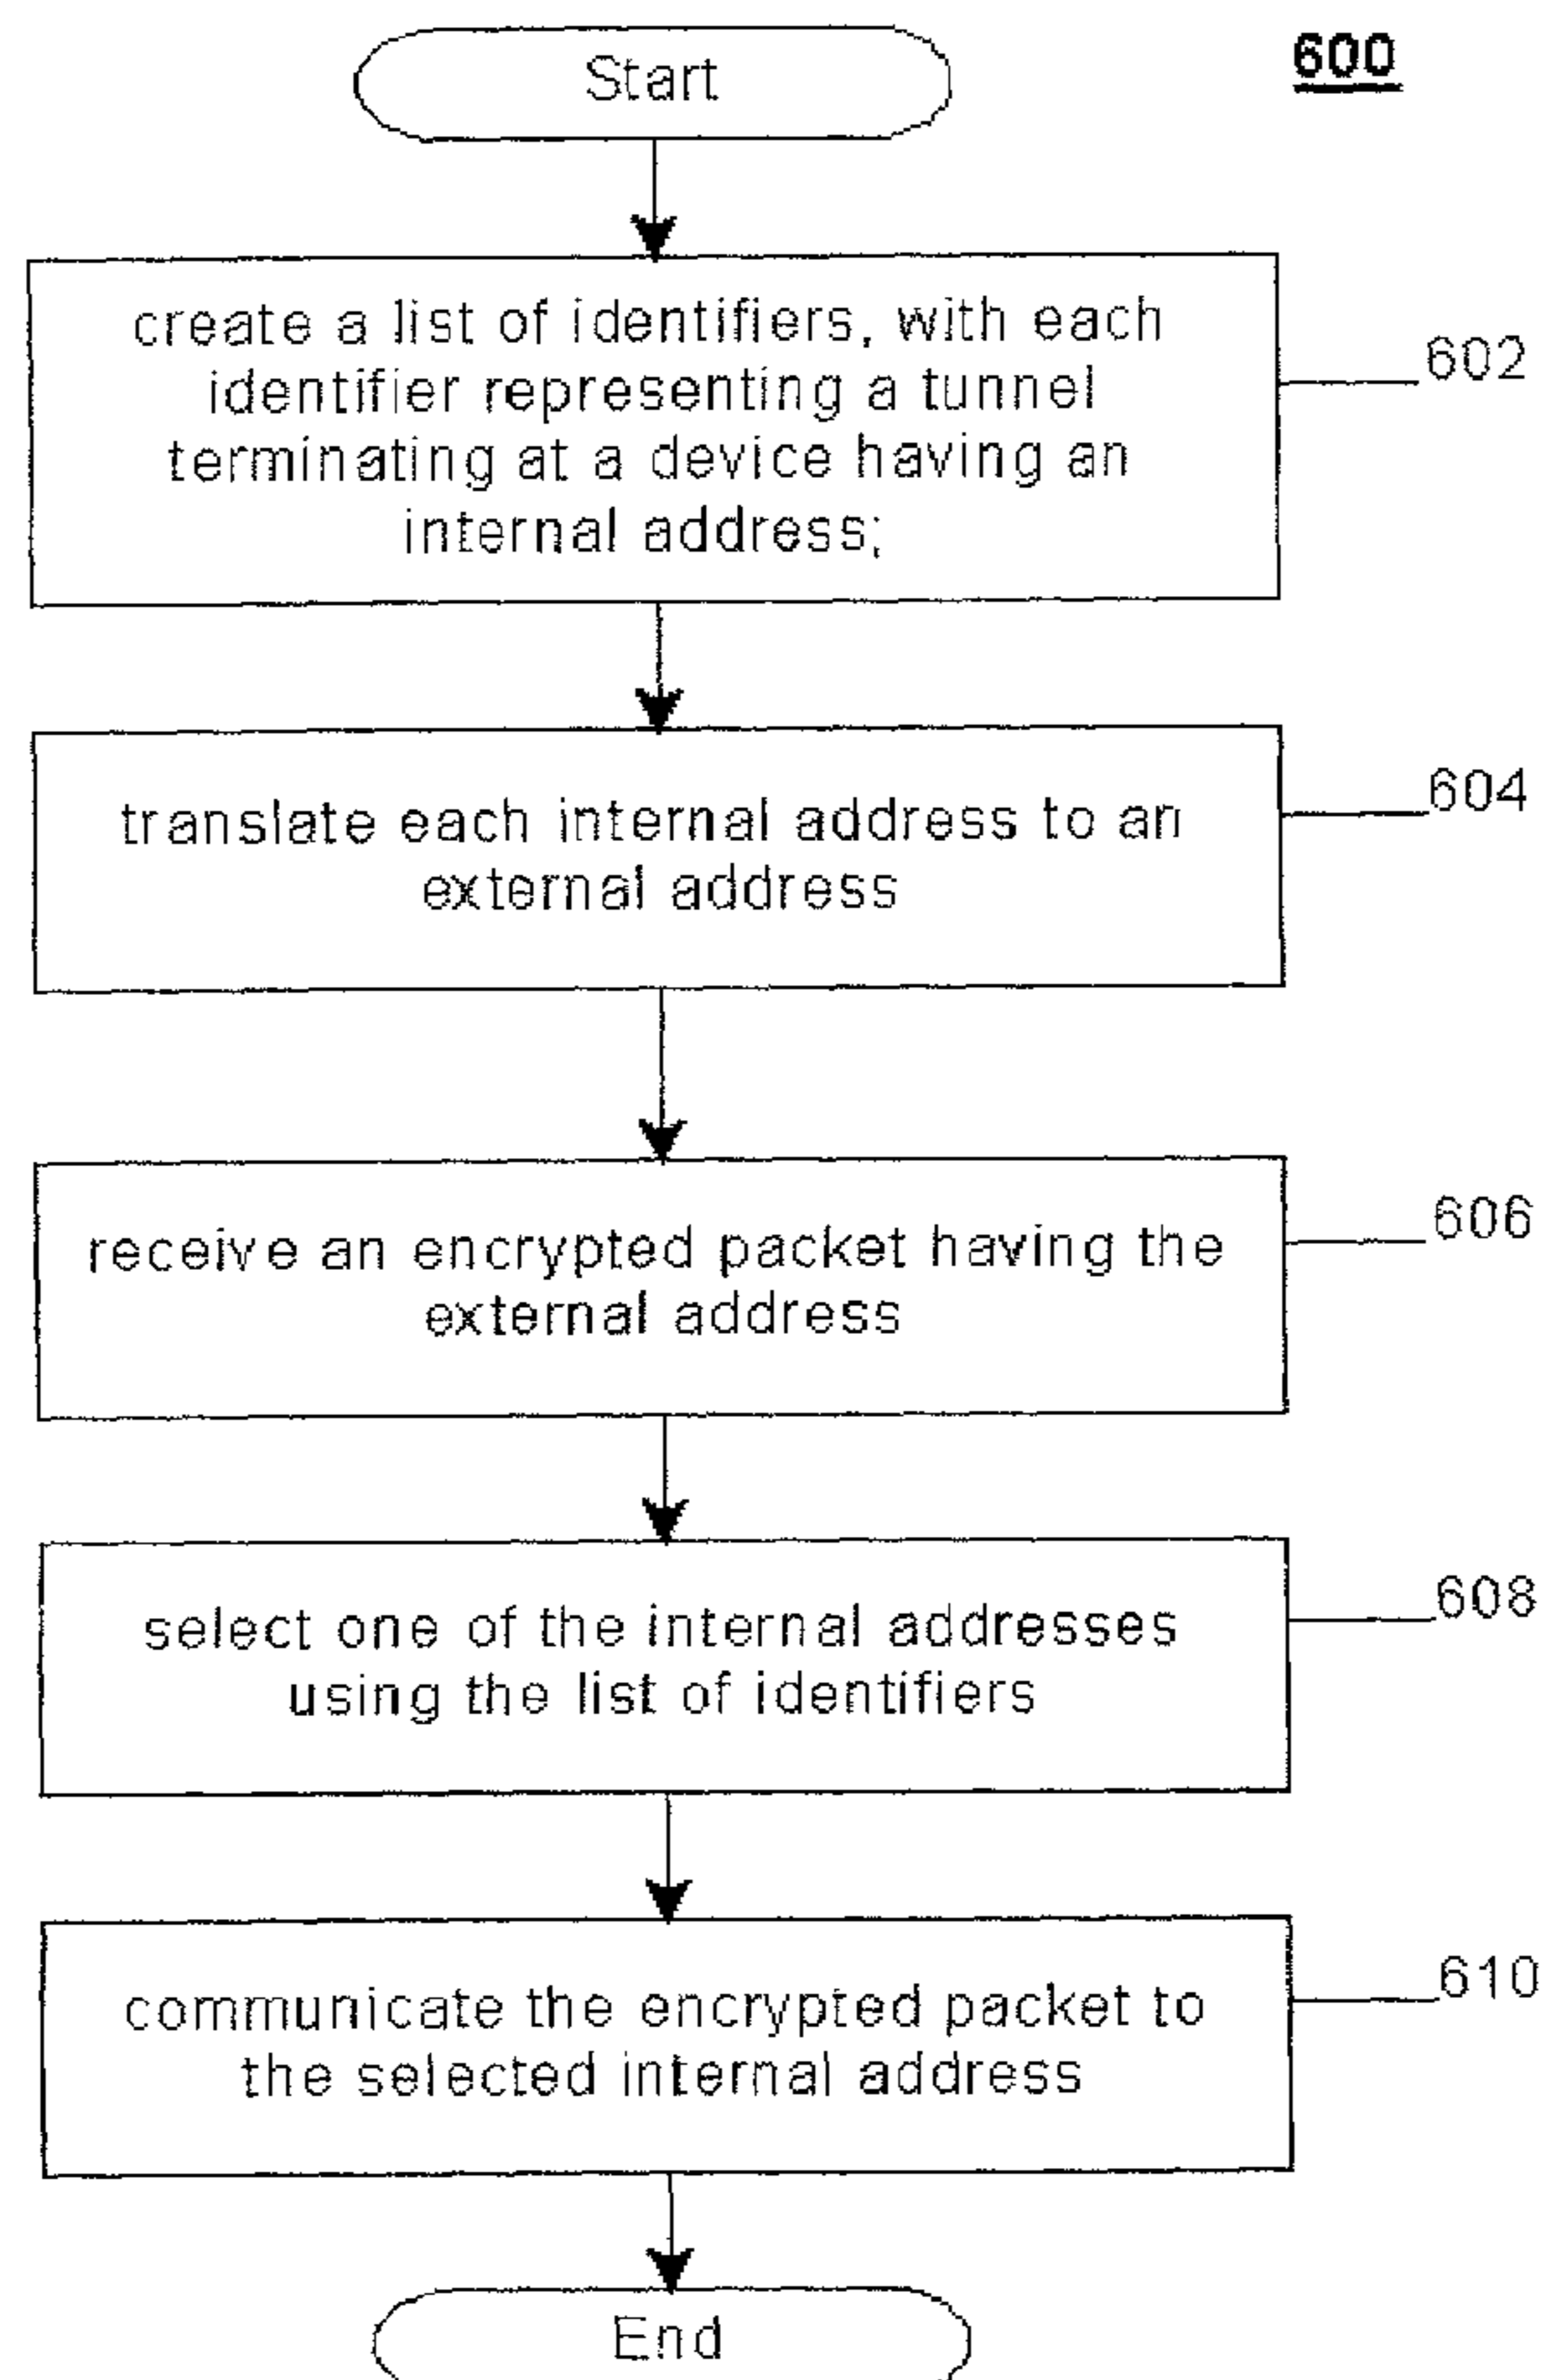 Start
600
create a list of identifiers, with each
identifier representing a tunnel
terminating at a device having an
internal address;
602
translate each internal address to an
external address
604
receive an encrypted packet having the
external address
606
select one of the internal addresses
using the list of identifiers
608
communicate the encrypted packet to
the selected internal address
610
End